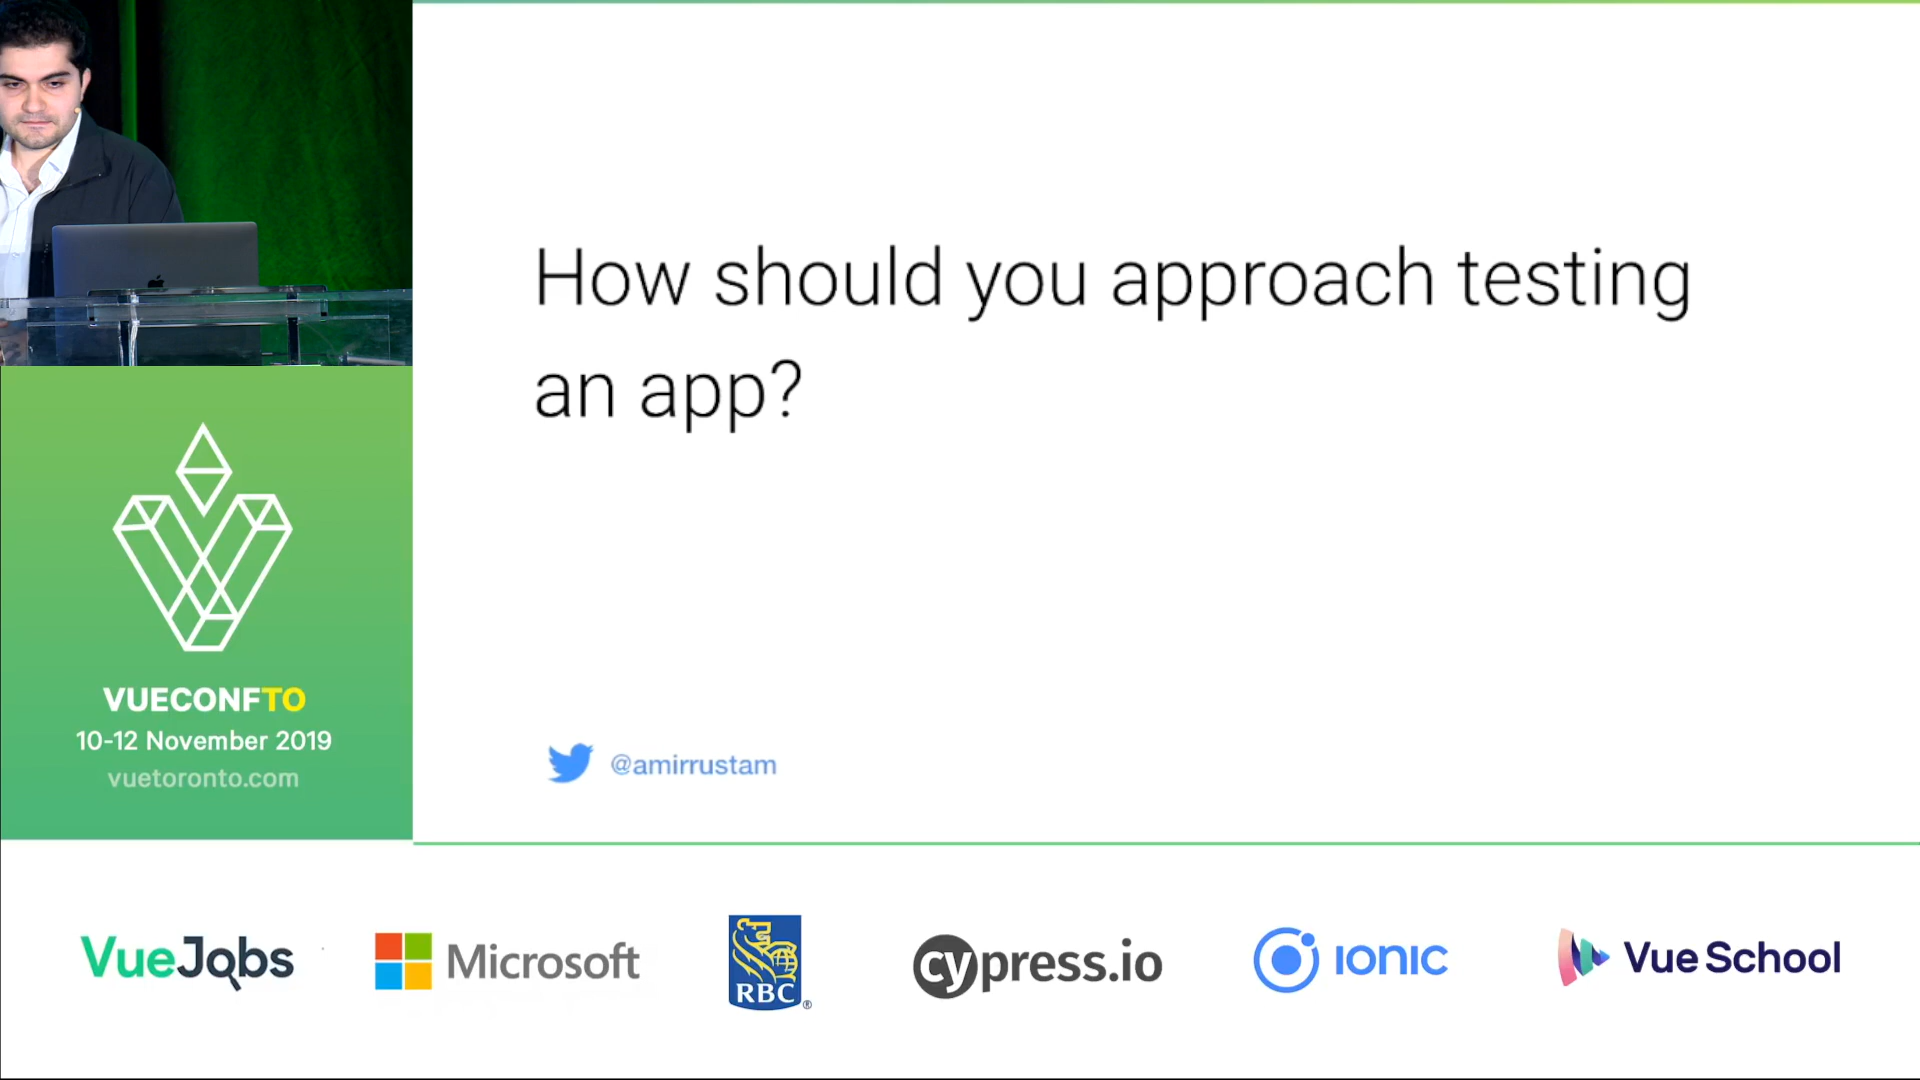 How should you approach testing
an app?
@amirrustam
VUECONFTO
10-12 November 2019
vuetoronto.com
VueJobs
Microsoft
RBC®
cypress.io
IONIC
Vue School